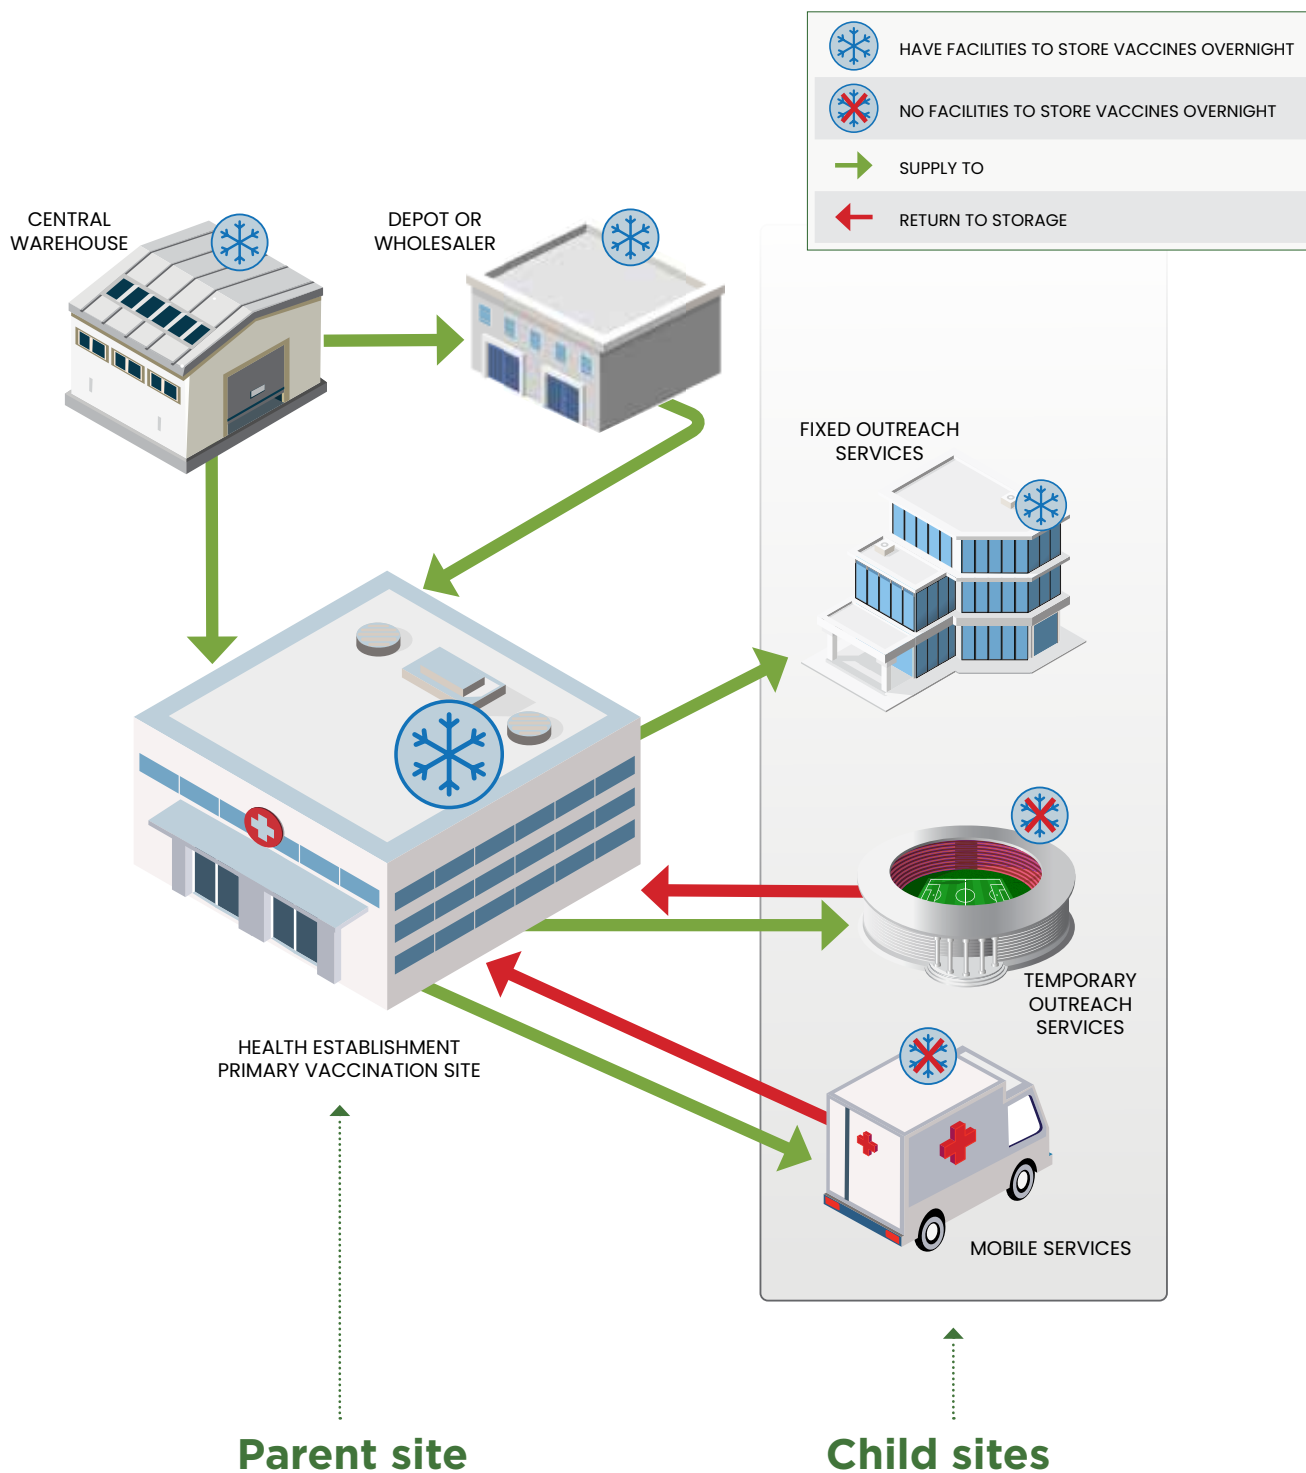 HAVE FACILITIES TO STORE VACCINES OVERNIGHT
NO FACILITIES TO STORE VACCINES OVERNIGHT
SUPPLY TO
RETURN TO STORAGE
CENTRAL
WAREHOUSE
DEPOT OR
WHOLESALER
FIXED OUTREACH
SERVICES
TEMPORARY
OUTREACH
SERVICES
HEALTH ESTABLISHMENT
PRIMARY VACCINATION SITE
MOBILE SERVICES
Parent site
Child sites